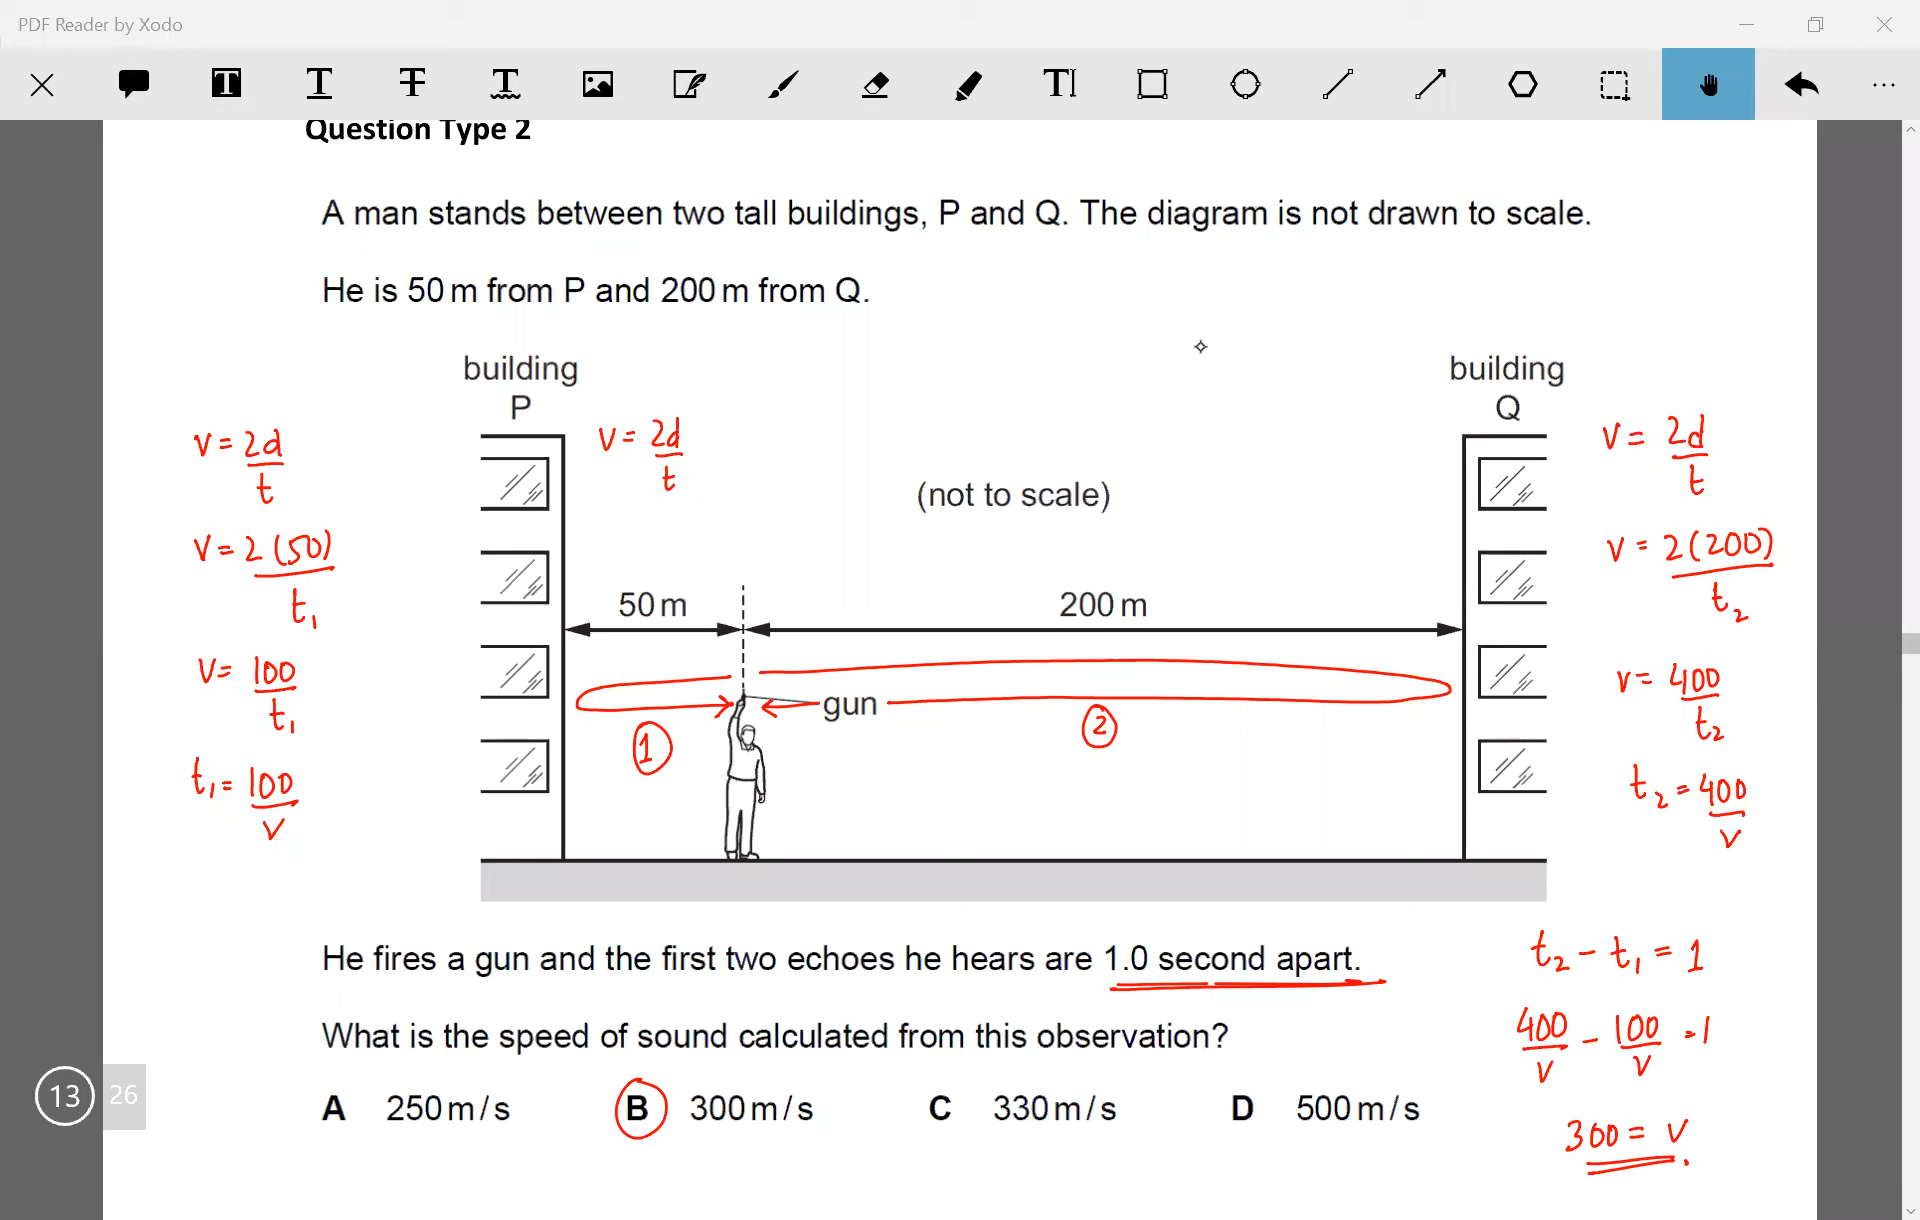 PDF Reader by Xodo
Question Type 2
A man stands between two tall buildings, P and Q. The diagram is not drawn to scale.
He is 50 m from P and 200 m from Q.
building
P
building
Q
v = 2d/t
v = 2(50)/t₁
v = 100/t₁
t₁ = 100/v
v = 2d/t
(not to scale)
50 m
200 m
gun
1
2
v = 2d/t
v = 2(200)/t₂
v = 400/t₂
t₂ = 400/v
He fires a gun and the first two echoes he hears are 1.0 second apart.
What is the speed of sound calculated from this observation?
A 250 m / s B 300 m / s C 330 m / s D 500 m / s
t₂ - t₁ = 1
400/v - 100/v = 1
300 = v
13
26